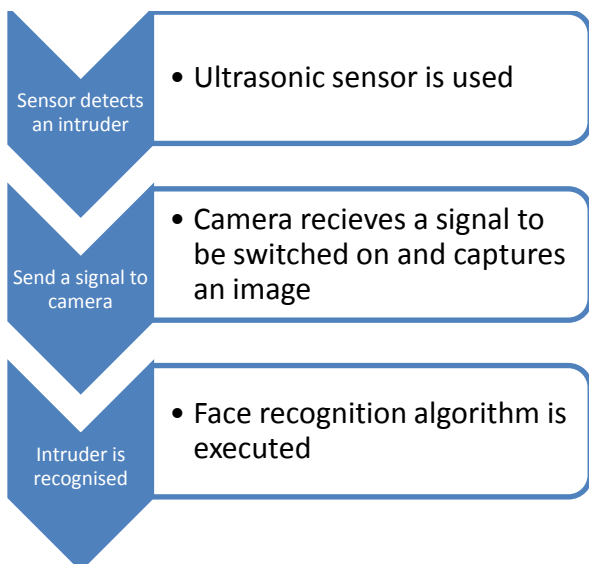 Sensor detects
an intruder
• Ultrasonic sensor is used
Send a signal to
camera
• Camera recieves a signal to
be switched on and captures
an image
Intruder is
recognised
• Face recognition algorithm is
executed